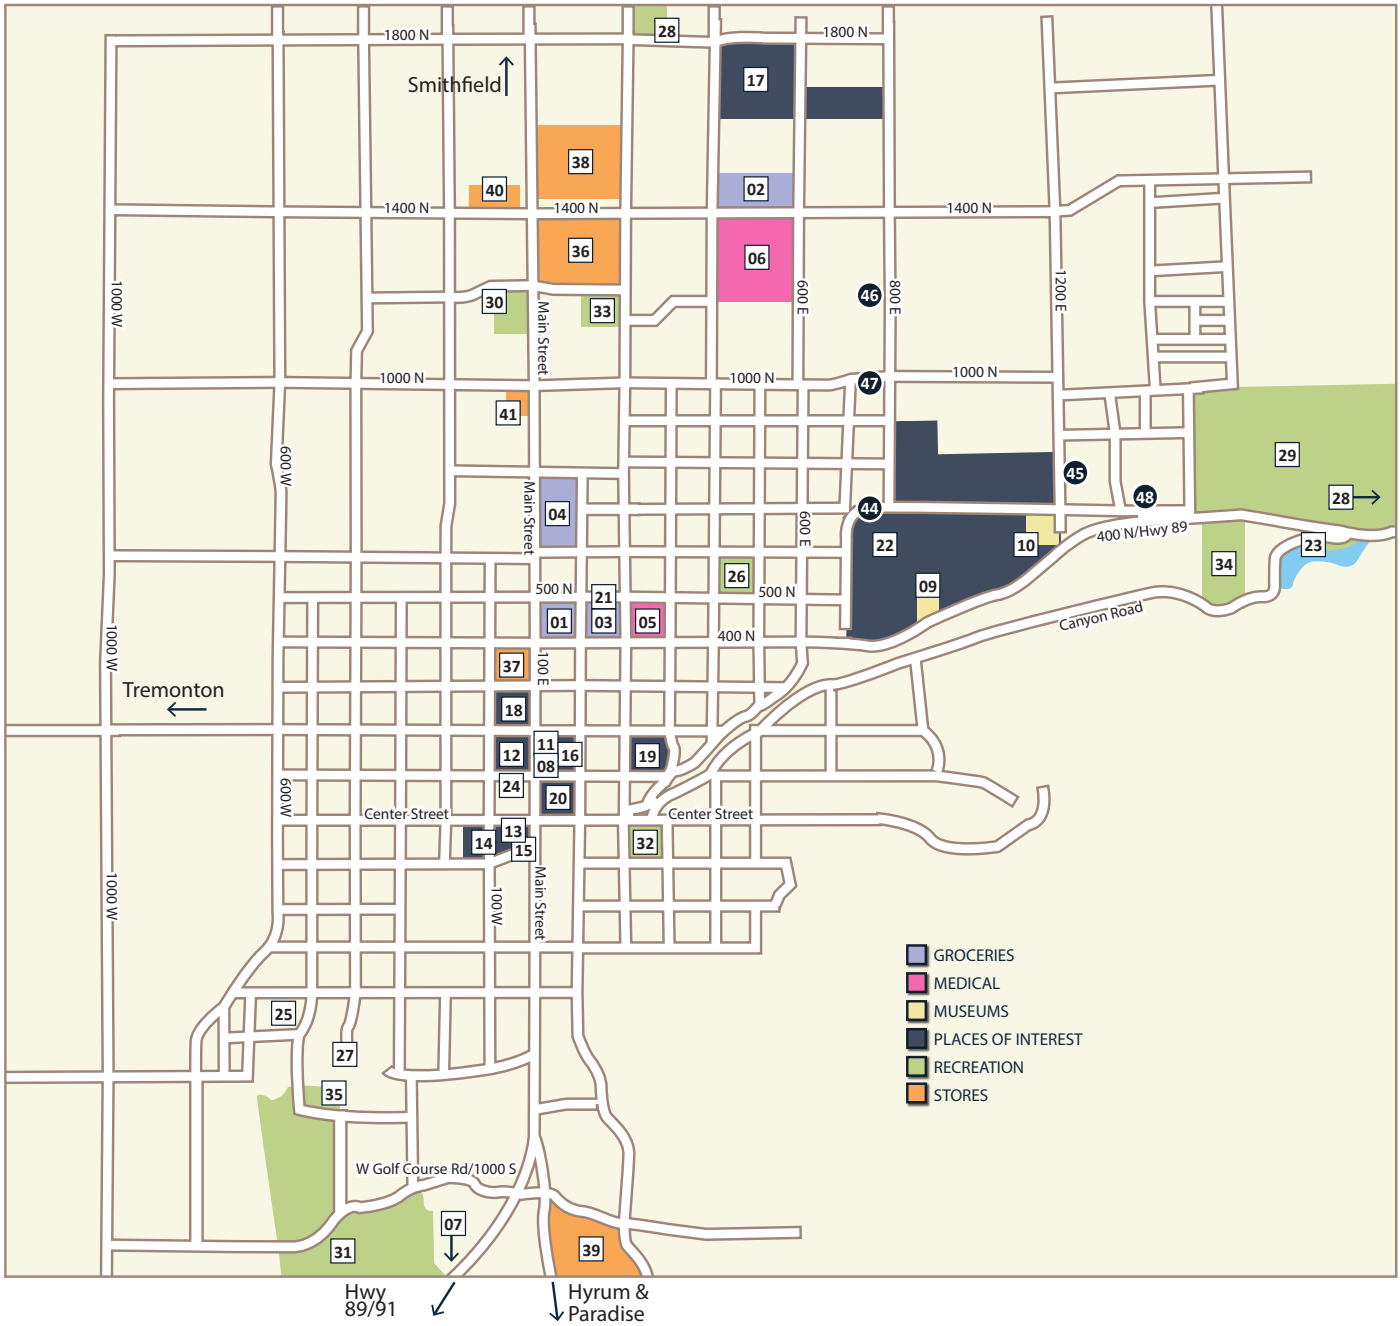 28
1800 N
1800 N
Smithfield
17
38
40
02
1400 N
1400 N
1400 N
36
06
1000 W
30
33
Main Street
600 E
46
800 E
1200 E
1000 N
1000 N
47
1000 N
41
600 W
29
45
28
48
44
04
Main Street
600 E
22
10
400 N/Hwy 89
23
34
26
09
500 N
21
500 N
01
03
05
Canyon Road
400 N
1000 W
37
100 E
Tremonton
18
11
12
16
19
08
24
20
600 W
Center Street
Center Street
13
14
15
32
1000 W
100 W
Main Street
GROCERIES
MEDICAL
MUSEUMS
PLACES OF INTEREST
RECREATION
STORES
25
27
35
W Golf Course Rd/1000 S
07
31
39
Hwy
89/91
Hyrum &
Paradise